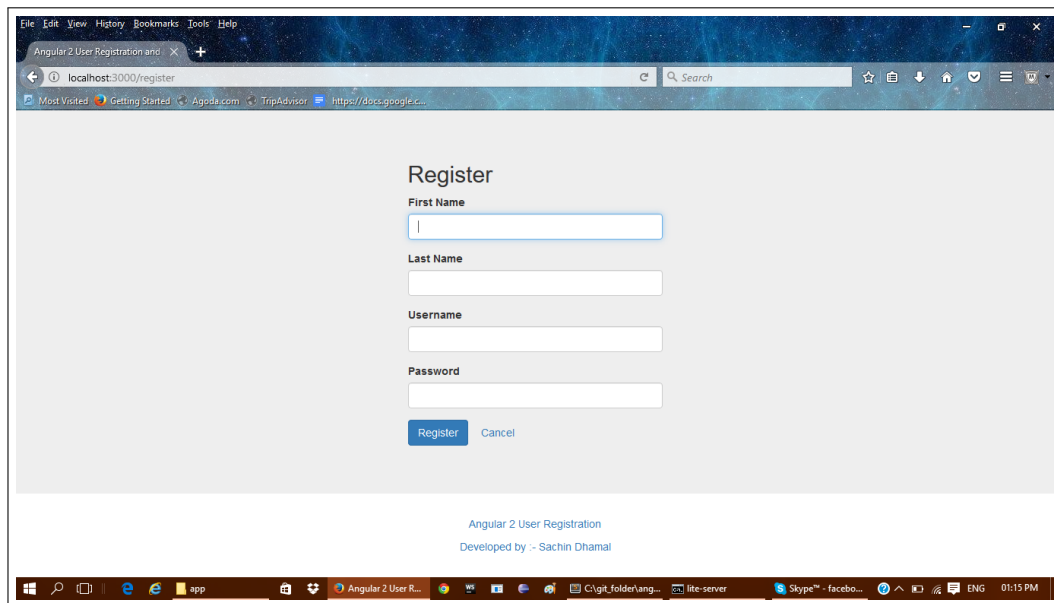 File Edit View History Bookmarks Tools Help
Angular 2 User Registration and
localhost:3000/register
Search
Most Visited Getting Started Agoda.com TripAdvisor https://docs.google.c...
Register
First Name
Last Name
Username
Password
Register Cancel
Angular 2 User Registration
Developed by :- Sachin Dhamal
app Angular 2 User R... C:\git_folder\ang... lite-server Skype™ - facebo... ENG 01:15 PM